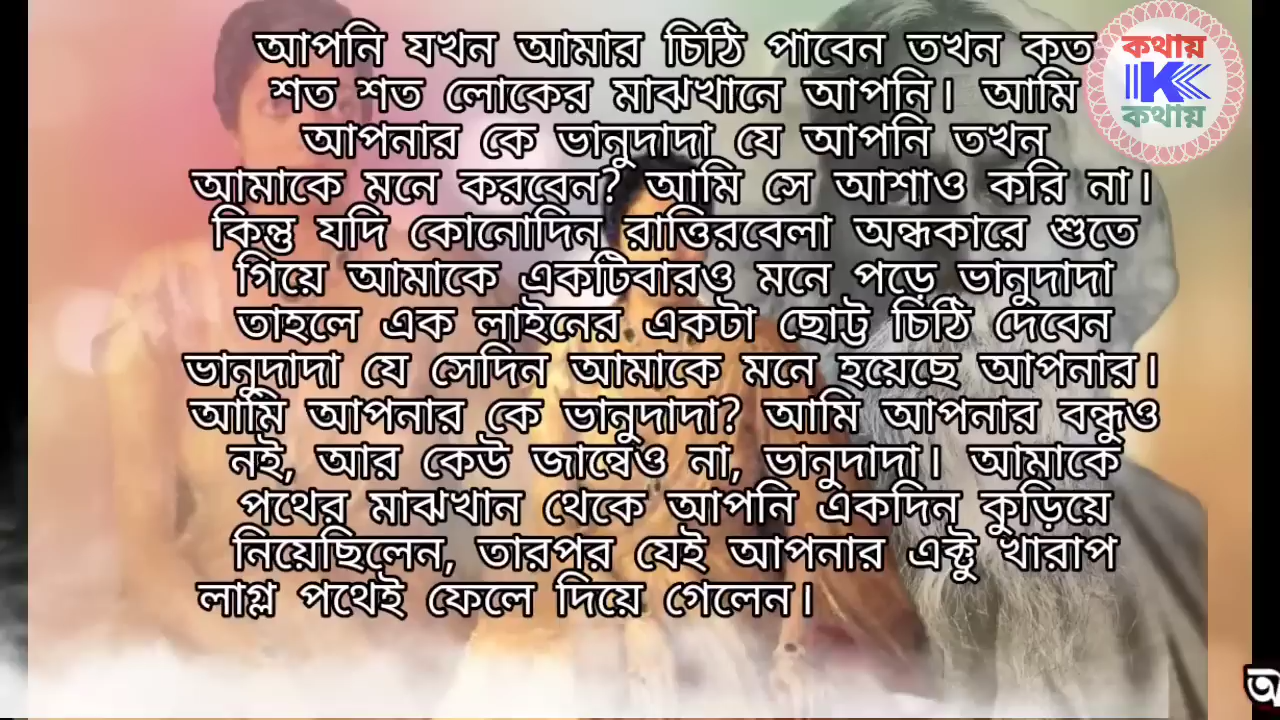 আপনি যখন আমার চিঠি পাবেন তখন কত
শত শত লোকের মাঝখানে আপনি। আমি
আপনার কে ভানুদাদা যে আপনি তখন
আমাকে মনে করবেন? আমি সে আশাও করি না।
কিন্তু যদি কোনোদিন রাত্তিরবেলা অন্ধকারে শুতে
গিয়ে আমাকে একটিবারও মনে পড়ে ভানুদাদা
তাহলে এক লাইনের একটা ছোট্ট চিঠি দেবেন
ভানুদাদা যে সেদিন আমাকে মনে হয়েছে আপনার।
আমি আপনার কে ভানুদাদা? আমি আপনার বন্ধুও
নই, আর কেউ জাম্বেও না, ভানুদাদা। আমাকে
পথের মাঝখান থেকে আপনি একদিন কুড়িয়ে
নিয়েছিলেন, তারপর যেই আপনার এক্টু খারাপ
লাগ্ল পথেই ফেলে দিয়ে গেলেন।
কথায়
K
কথায়
অ